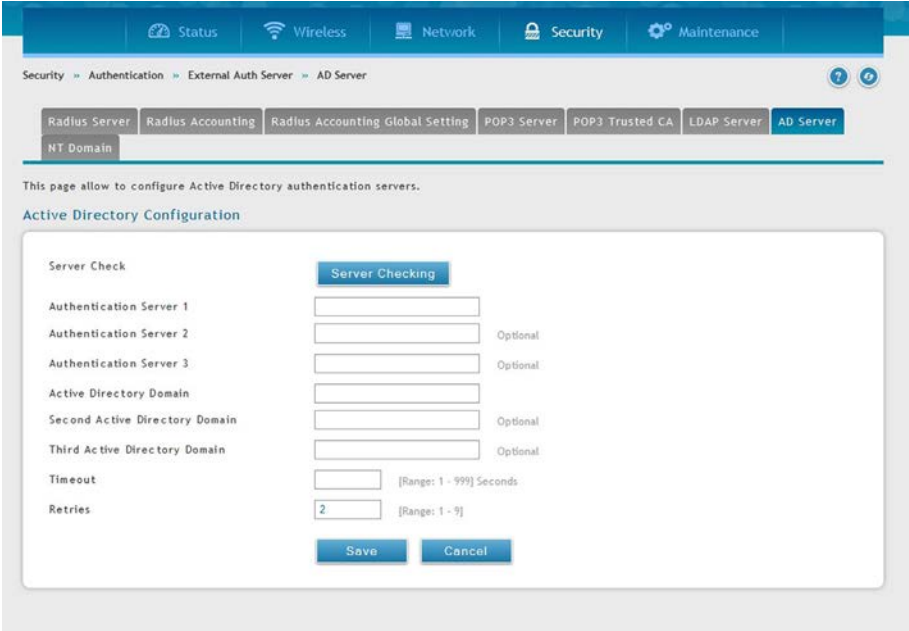 Status Wireless Network Security Maintenance
Security » Authentication » External Auth Server » AD Server
Radius Server Radius Accounting Radius Accounting Global Setting POP3 Server POP3 Trusted CA LDAP Server AD Server
NT Domain
This page allow to configure Active Directory authentication servers.
Active Directory Configuration
Server Check Server Checking
Authentication Server 1
Authentication Server 2 Optional
Authentication Server 3 Optional
Active Directory Domain
Second Active Directory Domain Optional
Third Active Directory Domain Optional
Timeout [Range: 1 - 999] Seconds
Retries 2 [Range: 1 - 9]
Save Cancel